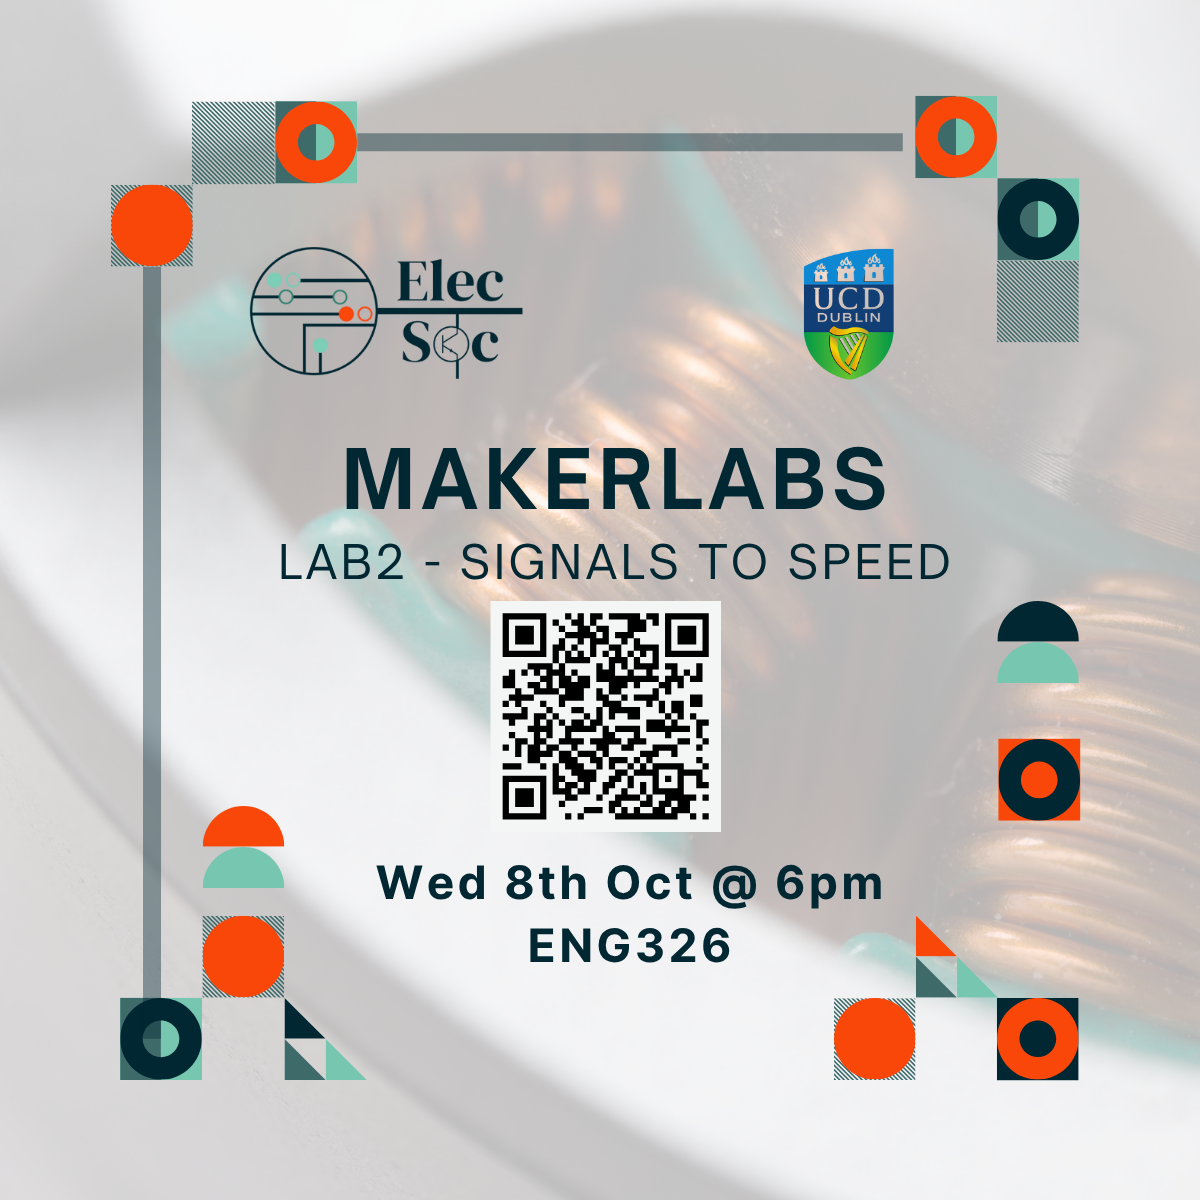 Elec
Soc
UCD
DUBLIN
MAKERLABS
LAB2 - SIGNALS TO SPEED
Wed 8th Oct @ 6pm
ENG326